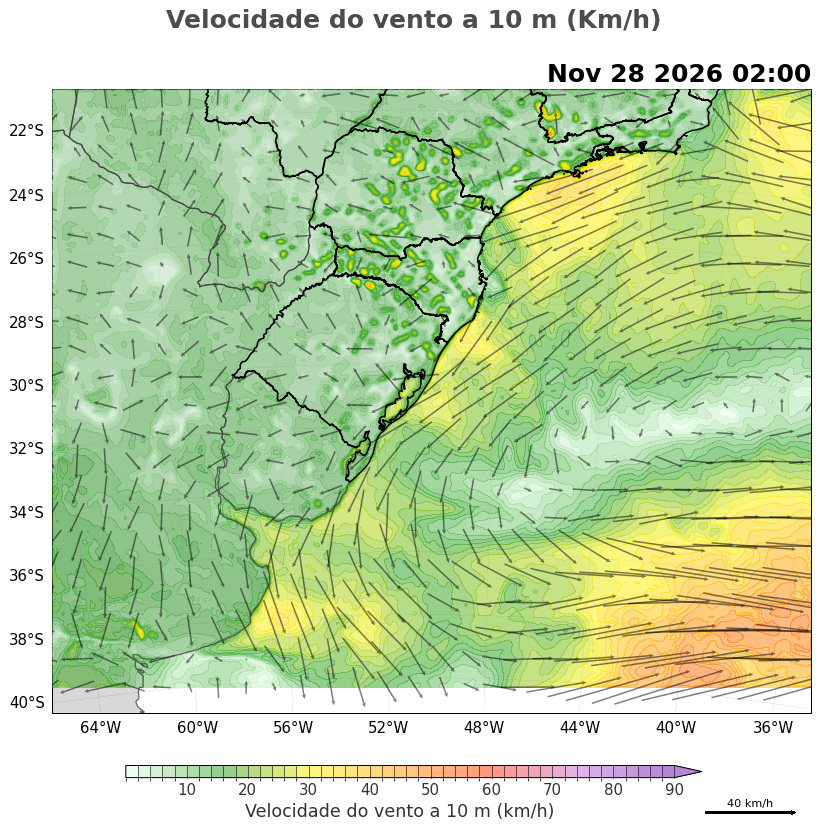 Velocidade do vento a 10 m (Km/h)
Nov 28 2026 02:00
22°S
24°S
26°S
28°S
30°S
32°S
34°S
36°S
38°S
40°S
64°W 60°W 56°W 52°W 48°W 44°W 40°W 36°W
10 20 30 40 50 60 70 80 90
Velocidade do vento a 10 m (km/h)
40 km/h